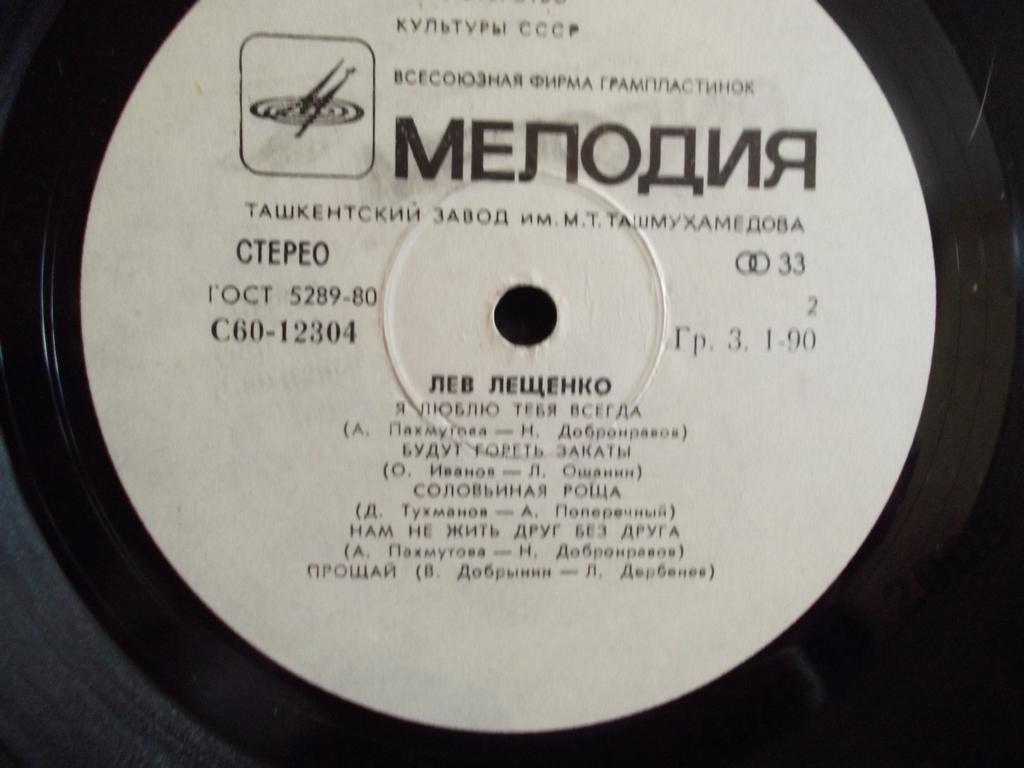 КУЛЬТУРЫ СССР
ВСЕСОЮЗНАЯ ФИРМА ГРАМПЛАСТИНОК
МЕЛОДИЯ
ТАШКЕНТСКИЙ ЗАВОД ИМ. М.Т. ТАШМУХАМЕДОВА
СТЕРЕО 33
ГОСТ 5289-80 2
С60-12304 Гр. 3. 1-90
ЛЕВ ЛЕЩЕНКО
Я ЛЮБЛЮ ТЕБЯ ВСЕГДА
(А. Пахмутова — Н. Добронравов)
БУДУТ ГОРЕТЬ ЗАКАТЫ
(О. Иванов — Л. Ошанин)
СОЛОВЬИНАЯ РОЩА
(Д. Тухманов — А. Поперечный)
НАМ НЕ ЖИТЬ ДРУГ БЕЗ ДРУГА
(А. Пахмутова — Н. Добронравов)
ПРОЩАЙ (В. Добрынин — Л. Дербенев)